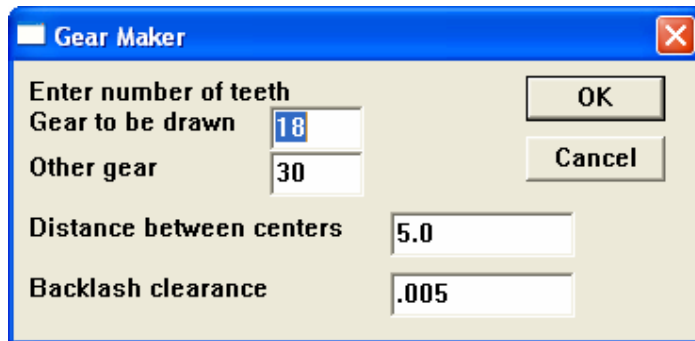 Gear Maker
Enter number of teeth
OK
Gear to be drawn 18
Other gear 30
Cancel
Distance between centers 5.0
Backlash clearance .005